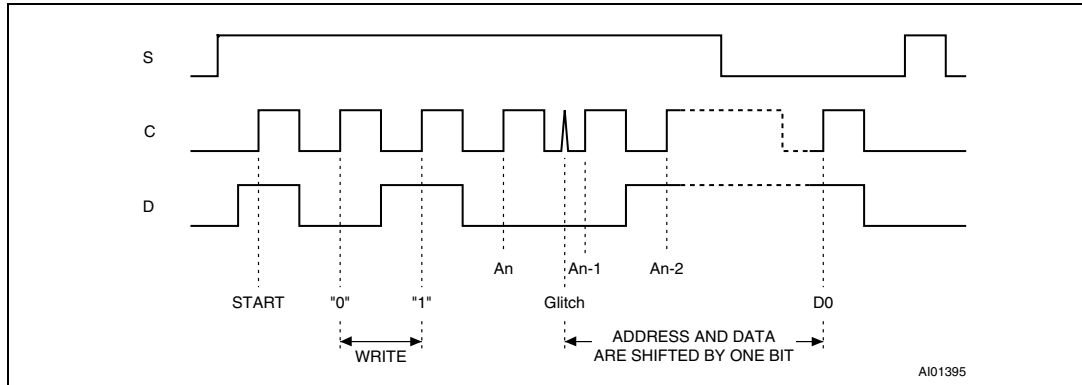 S
C
D
An An-1 An-2
START "0" "1" Glitch D0
WRITE
ADDRESS AND DATA
ARE SHIFTED BY ONE BIT
AI01395